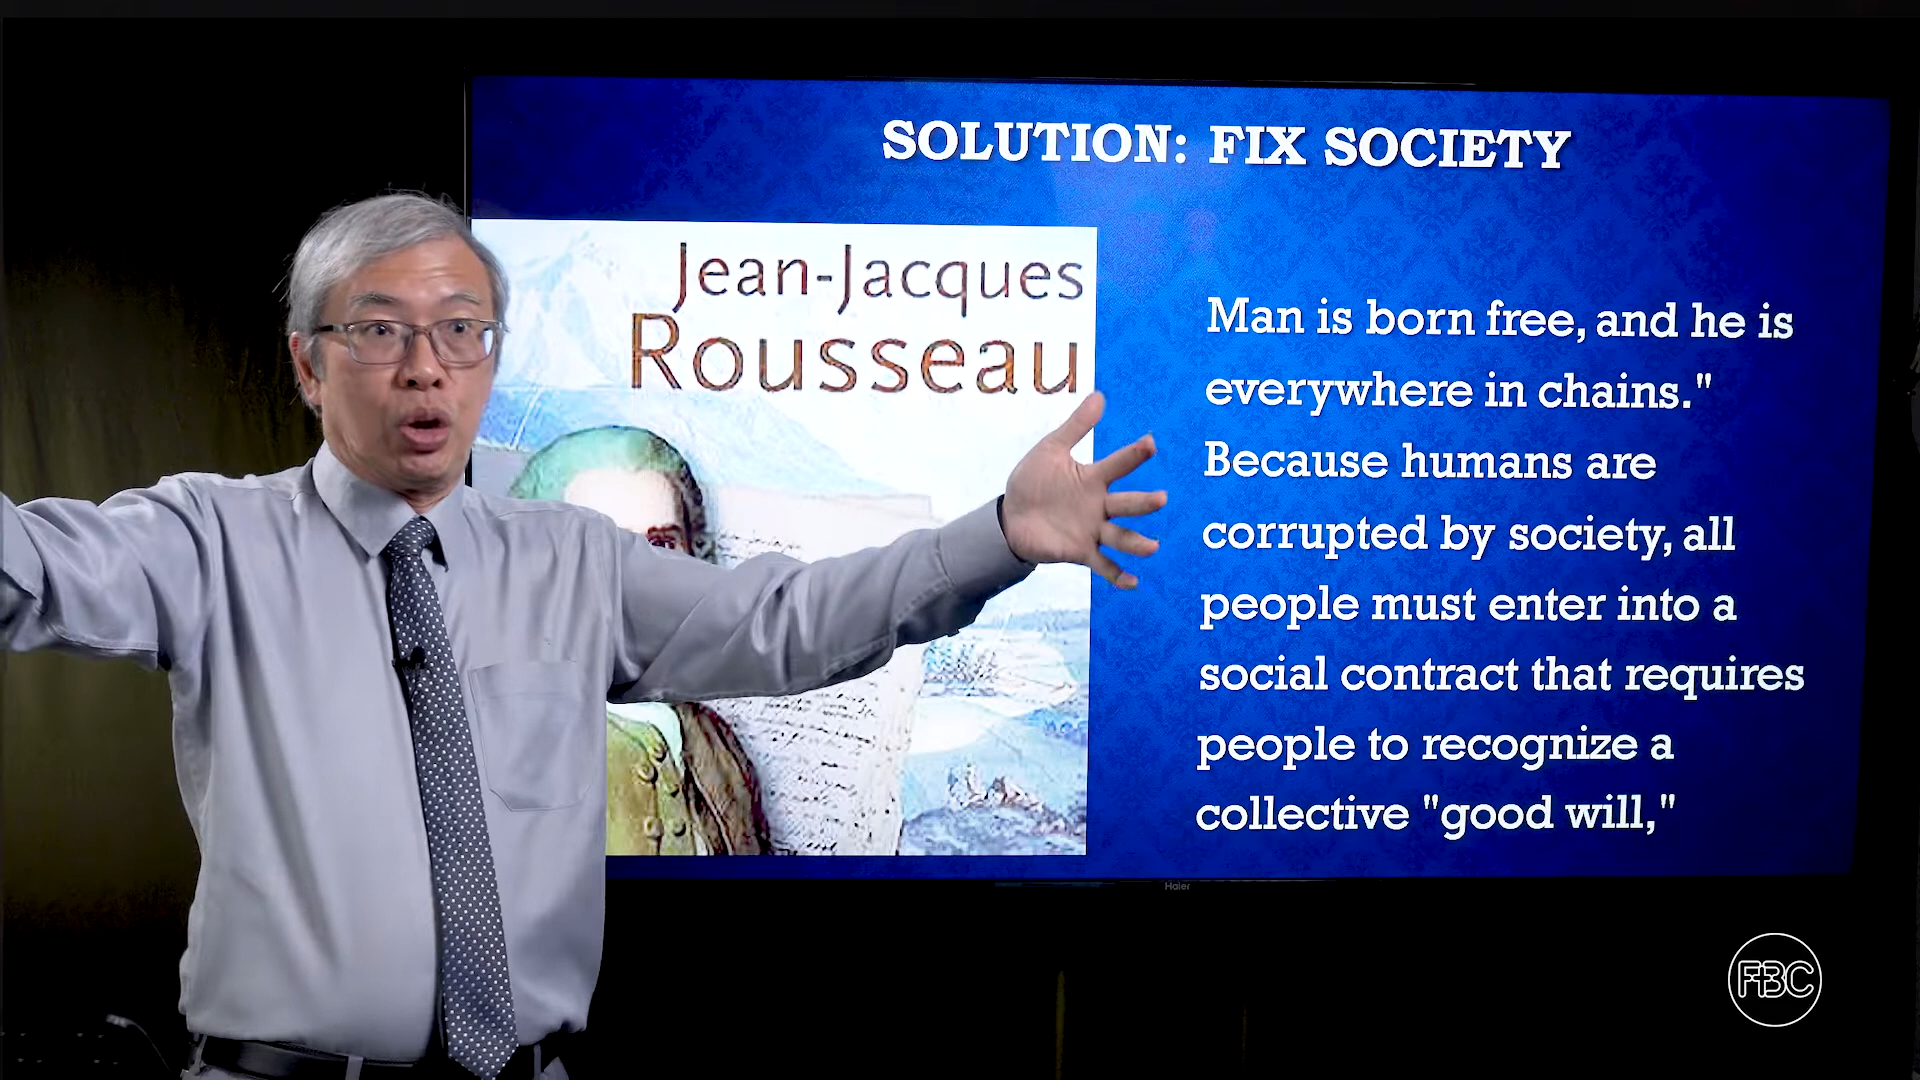 SOLUTION: FIX SOCIETY
Jean-Jacques
Rousseau
Man is born free, and he is
everywhere in chains."
Because humans are
corrupted by society, all
people must enter into a
social contract that requires
people to recognize a
collective "good will,"
Haier
FBC